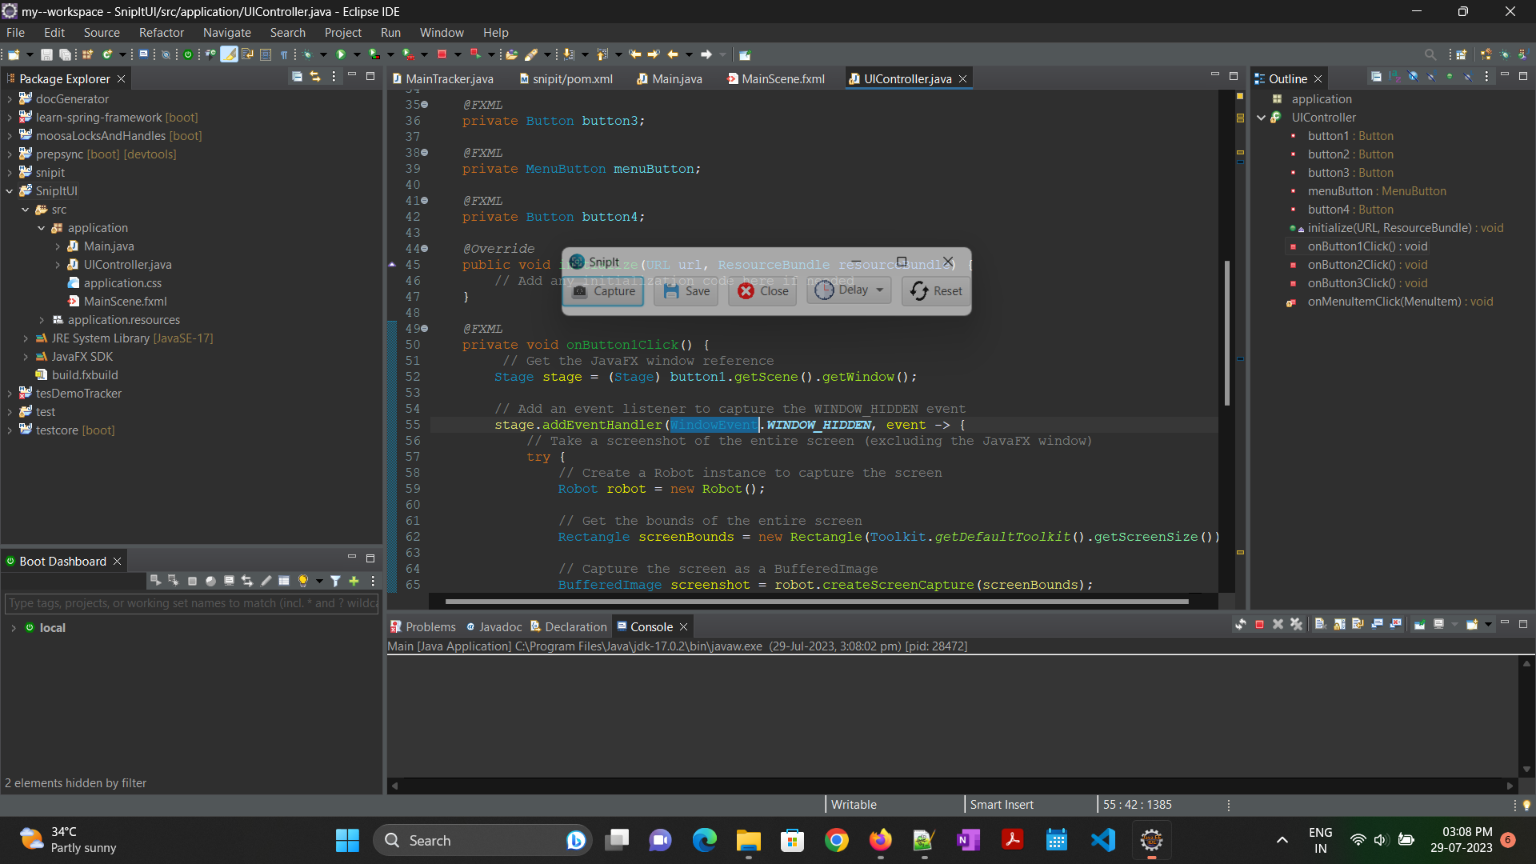 my--workspace - SnipItUI/src/application/UIController.java - Eclipse IDE
File Edit Source Refactor Navigate Search Project Run Window Help
Package Explorer
docGenerator
learn-spring-framework [boot]
moosaLocksAndHandles [boot]
prepsync [boot] [devtools]
snipit
SnipItUI
src
application
Main.java
UIController.java
application.css
MainScene.fxml
application.resources
JRE System Library [JavaSE-17]
JavaFX SDK
build.fxbuild
tesDemoTracker
test
testcore [boot]
Boot Dashboard
Type tags, projects, or working set names to match (incl. * and ? wildca
local
2 elements hidden by filter
MainTracker.java snipit/pom.xml Main.java MainScene.fxml UIController.java
34
35 @FXML
36 private Button button3;
37
38 @FXML
39 private MenuButton menuButton;
40
41 @FXML
42 private Button button4;
43
44 @Override
45 public void initialize(URL url, ResourceBundle resourceBundle) {
46 // Add any initialization code here if needed
47 }
48
49 @FXML
50 private void onButton1Click() {
51 // Get the JavaFX window reference
52 Stage stage = (Stage) button1.getScene().getWindow();
53
54 // Add an event listener to capture the WINDOW_HIDDEN event
55 stage.addEventHandler(WindowEvent.WINDOW_HIDDEN, event -> {
56 // Take a screenshot of the entire screen (excluding the JavaFX window)
57 try {
58 // Create a Robot instance to capture the screen
59 Robot robot = new Robot();
60
61 // Get the bounds of the entire screen
62 Rectangle screenBounds = new Rectangle(Toolkit.getDefaultToolkit().getScreenSize())
63
64 // Capture the screen as a BufferedImage
65 BufferedImage screenshot = robot.createScreenCapture(screenBounds);
SnipIt
Capture Save Close Delay Reset
Outline
application
UIController
button1 : Button
button2 : Button
button3 : Button
menuButton : MenuButton
button4 : Button
initialize(URL, ResourceBundle) : void
onButton1Click() : void
onButton2Click() : void
onButton3Click() : void
onMenuItemClick(MenuItem) : void
Problems Javadoc Declaration Console
Main [Java Application] C:\Program Files\Java\jdk-17.0.2\bin\javaw.exe (29-Jul-2023, 3:08:02 pm) [pid: 28472]
Writable Smart Insert 55 : 42 : 1385
34°C
Partly sunny
Search
ENG
IN
03:08 PM
29-07-2023
6